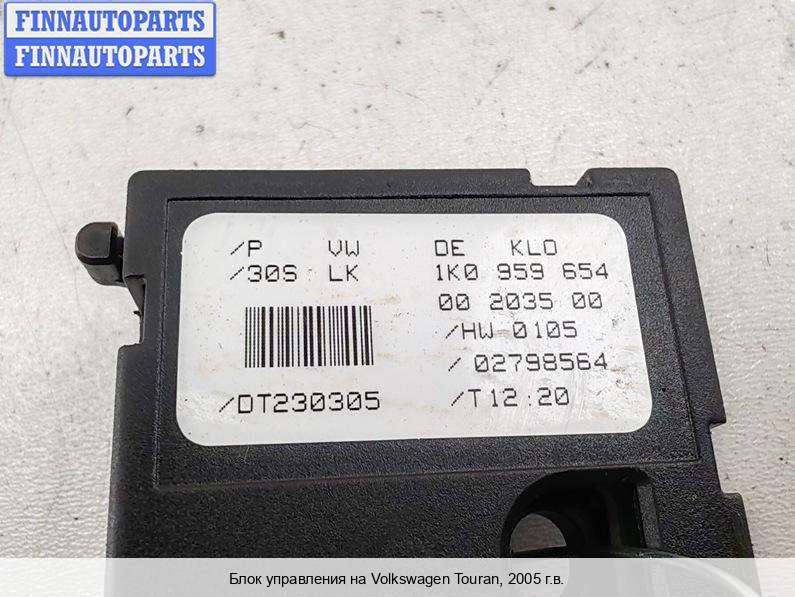 FINNAUTOPARTS
FINNAUTOPARTS
/P VW DE KLO
/30S LK 1K0 959 654
00 2035 00
/HW 0105
/ 02798564
/DT230305 /T12:20
Блок управления на Volkswagen Touran, 2005 г.в.